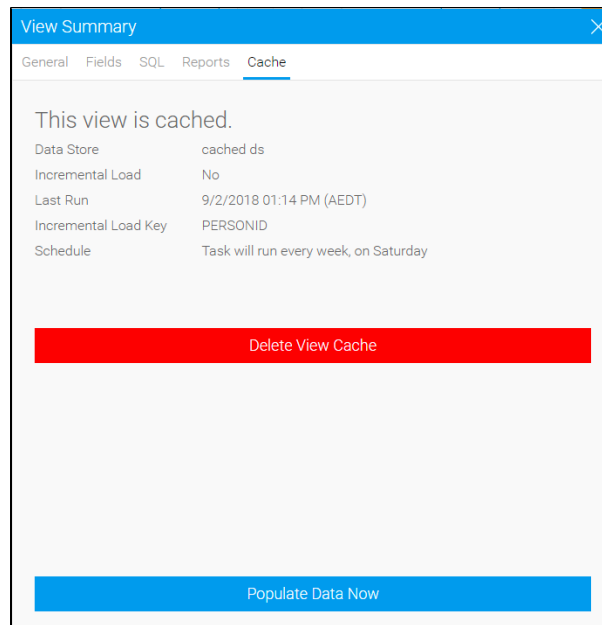 View Summary
General Fields SQL Reports Cache
This view is cached.
Data Store cached ds
Incremental Load No
Last Run 9/2/2018 01:14 PM (AEDT)
Incremental Load Key PERSONID
Schedule Task will run every week, on Saturday
Delete View Cache
Populate Data Now